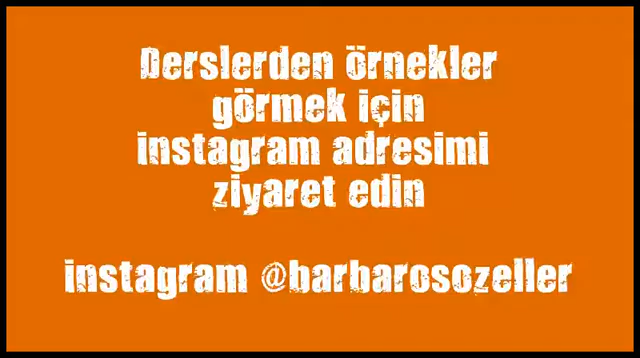 Derslerden örnekler
görmek için
instagram adresimi
ziyaret edin
instagram @barbarosozeller